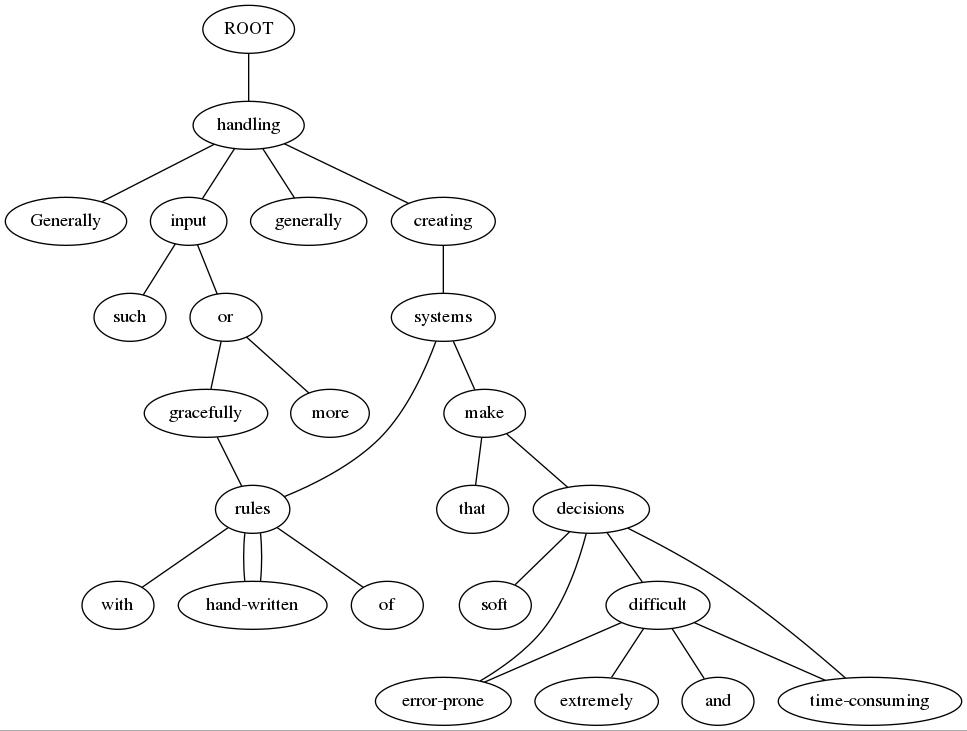 ROOT
handling
Generally input generally creating
such or systems
gracefully more make
rules that decisions
with hand-written of soft difficult
error-prone extremely and time-consuming